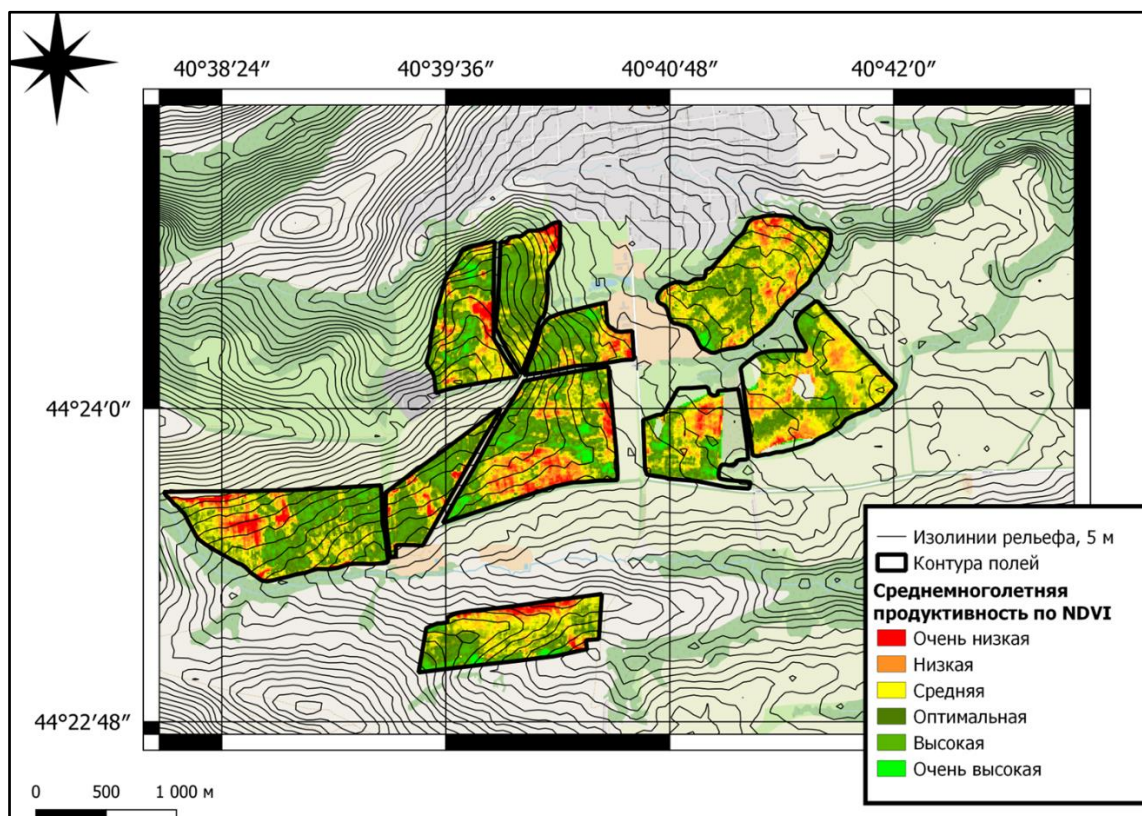 40°38′24″ 40°39′36″ 40°40′48″ 40°42′0″
44°24′0″
44°22′48″
Изолинии рельефа, 5 м
Контура полей
Среднемноголетняя
продуктивность по NDVI
Очень низкая
Низкая
Средняя
Оптимальная
Высокая
Очень высокая
0 500 1 000 м